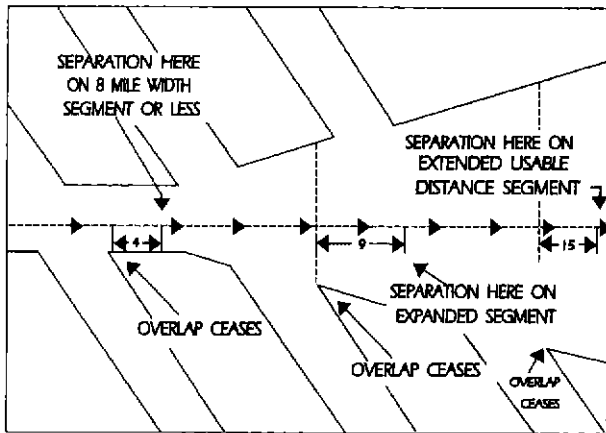 SEPARATION HERE
ON 8 MILE WIDTH
SEGMENT OR LESS
SEPARATION HERE ON
EXTENDED USABLE
DISTANCE SEGMENT
4
9
15
OVERLAP CEASES
SEPARATION HERE ON
EXPANDED SEGMENT
OVERLAP CEASES
OVERLAP
CEASES